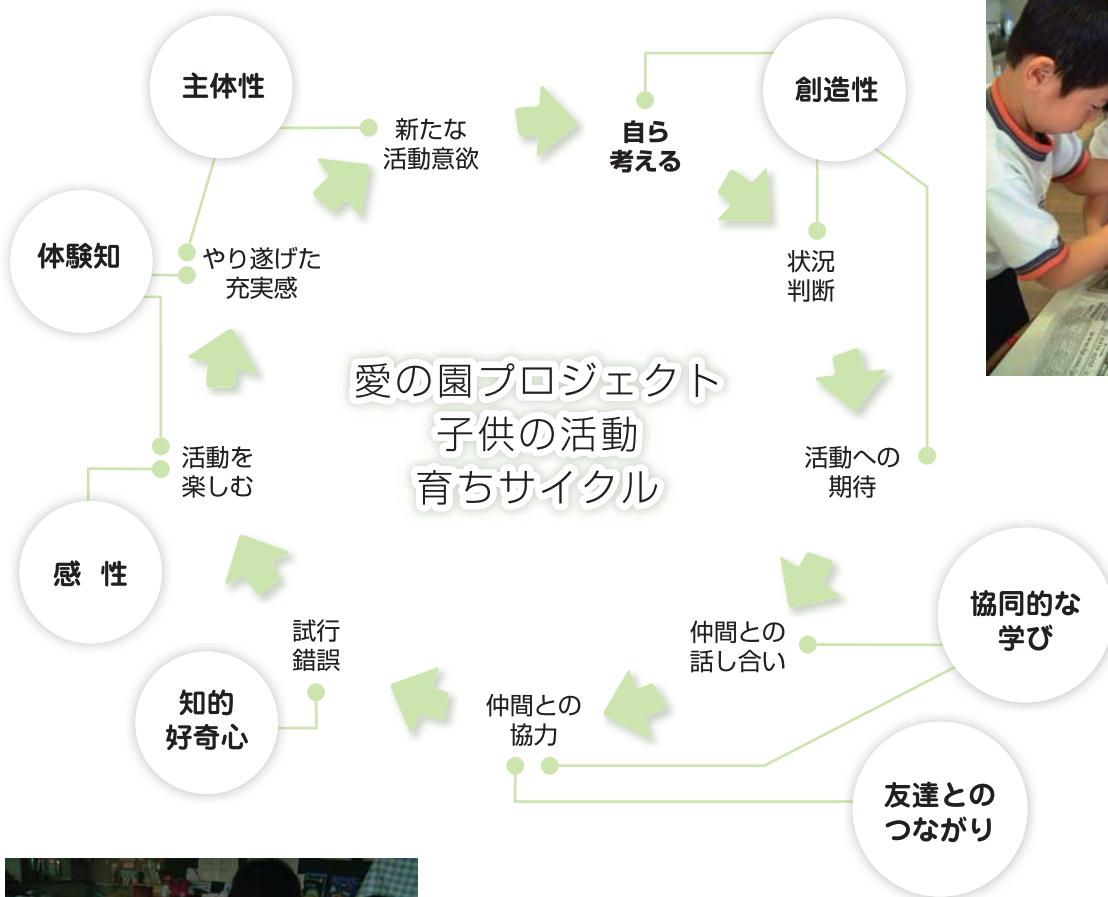 主体性
創造性
新たな
活動意欲
自ら
考える
体験知
やり遂げた
充実感
状況
判断
愛の園プロジェクト
子供の活動
育ちサイクル
活動を
楽しむ
活動への
期待
感 性
協同的な
学び
試行
錯誤
仲間との
話し合い
知的
好奇心
仲間との
協力
友達との
つながり